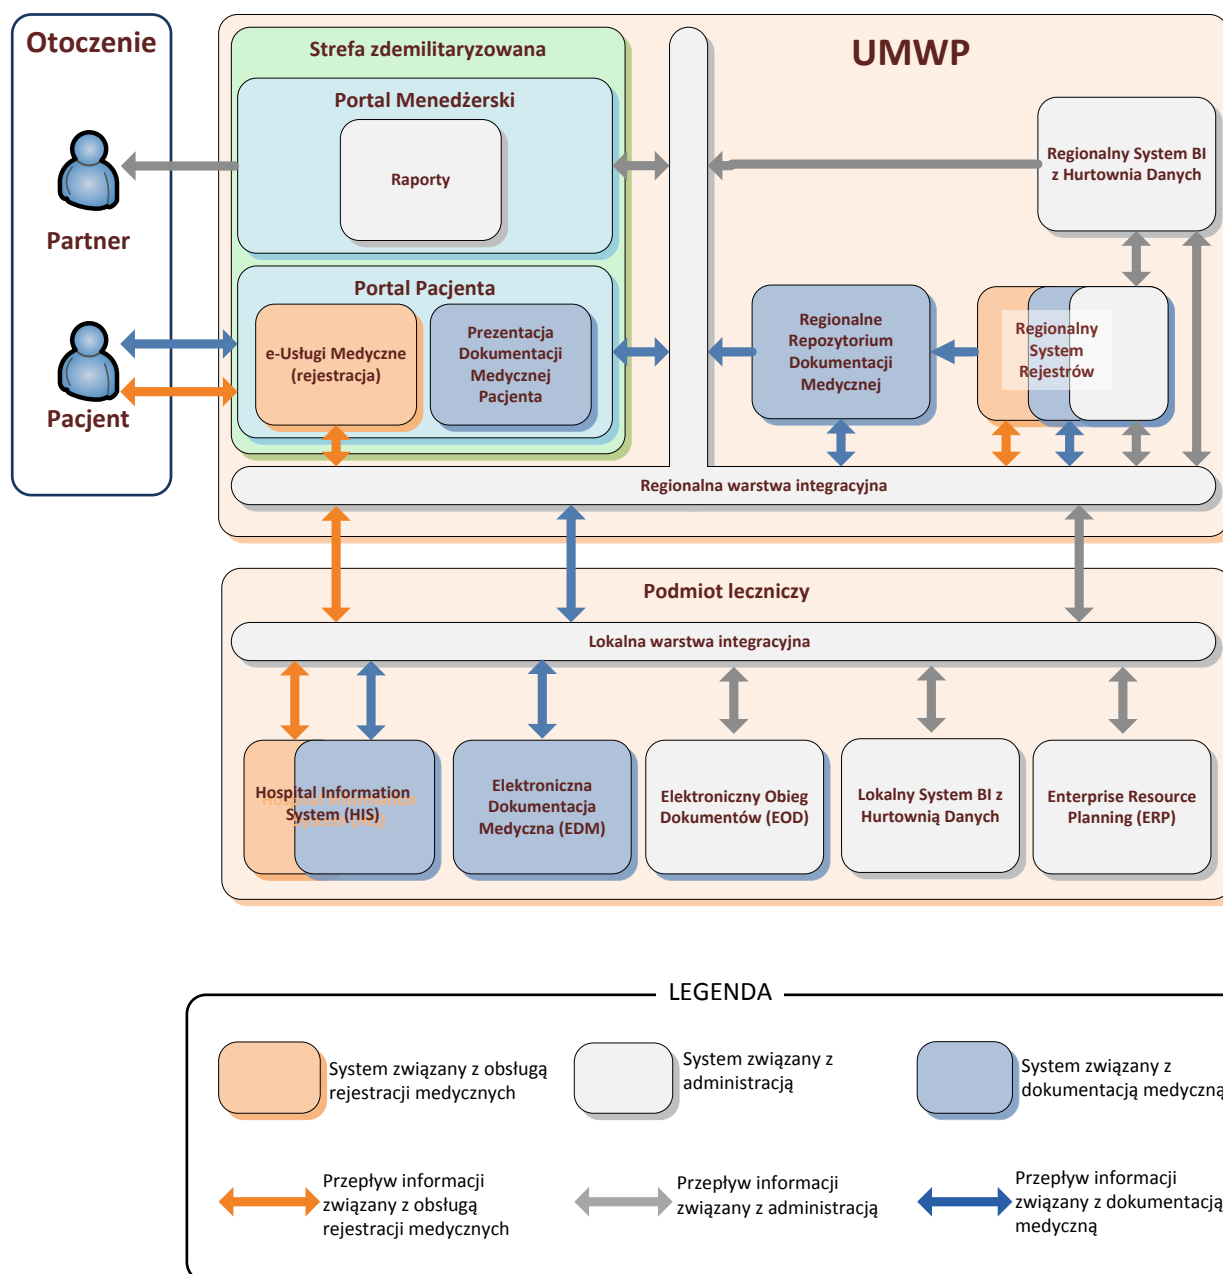 Otoczenie
Partner
Pacjent
UMWP
Strefa zdemilitaryzowana
Portal Menedżerski
Raporty
Portal Pacjenta
e-Usługi Medyczne
(rejestracja)
Prezentacja
Dokumentacji
Medycznej
Pacjenta
Regionalny System BI
z Hurtownia Danych
Regionalne
Repozytorium
Dokumentacji
Medycznej
Regionalny
System
Rejestrów
Regionalna warstwa integracyjna
Podmiot leczniczy
Lokalna warstwa integracyjna
Hospital Information
System (HIS)
Elektroniczna
Dokumentacja
Medyczna (EDM)
Elektroniczny Obieg
Dokumentów (EOD)
Lokalny System BI z
Hurtownią Danych
Enterprise Resource
Planning (ERP)
LEGENDA
System związany z obsługą
rejestracji medycznych
System związany z
administracją
System związany z
dokumentacją medyczną
Przepływ informacji
związany z obsługą
rejestracji medycznych
Przepływ informacji
związany z administracją
Przepływ informacji
związany z dokumentacją
medyczną